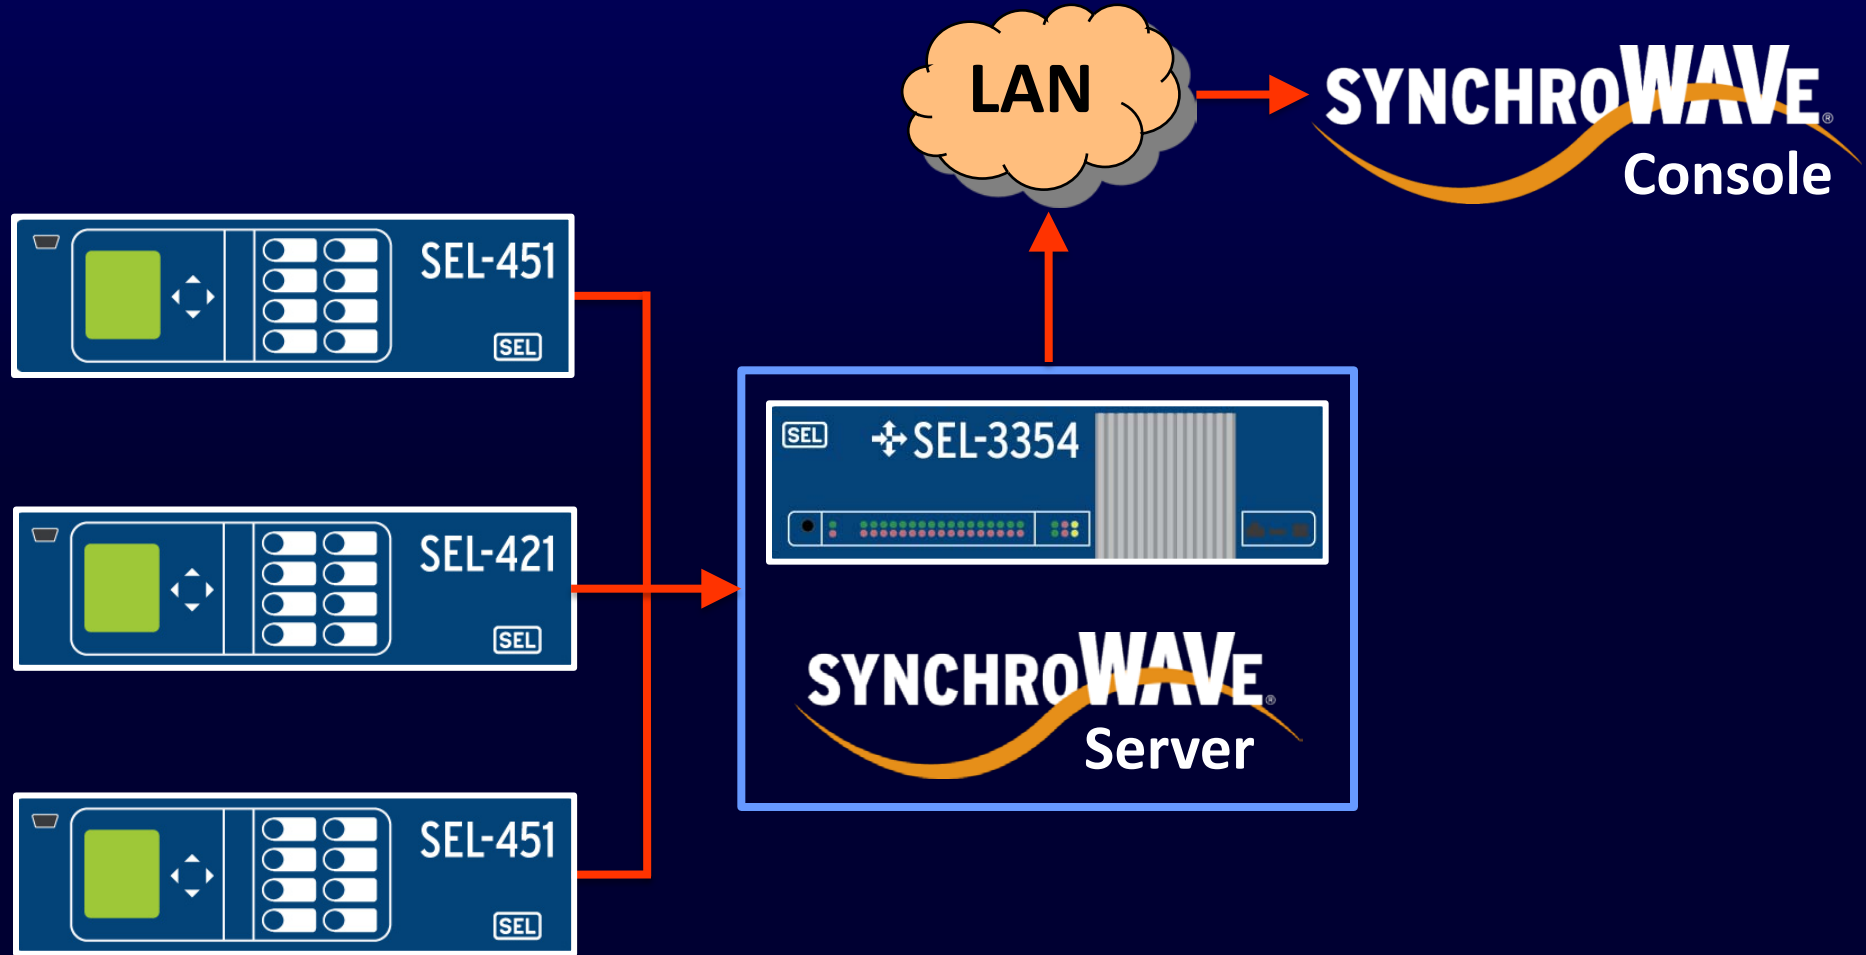 LAN
SYNCHROWAVE®
Console
SEL-451
SEL
SEL-421
SEL
SEL-451
SEL
SEL
SEL-3354
SYNCHROWAVE®
Server